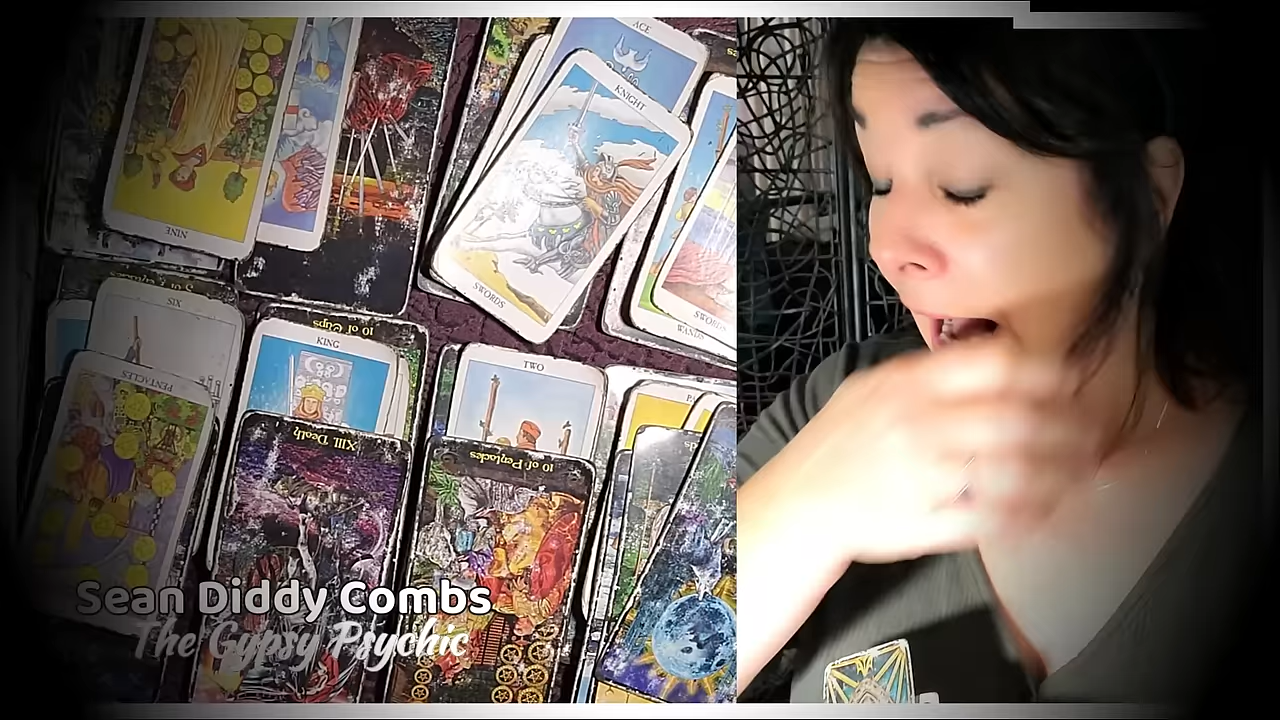 ACE
KNIGHT
SWORDS
NINE
SWORDS
WANDS
SIX
10 of Cups
KING
TWO
PENTACLES
XIII. Death
10 of Pentacles
Sean Diddy Combs
The Gypsy Psychic